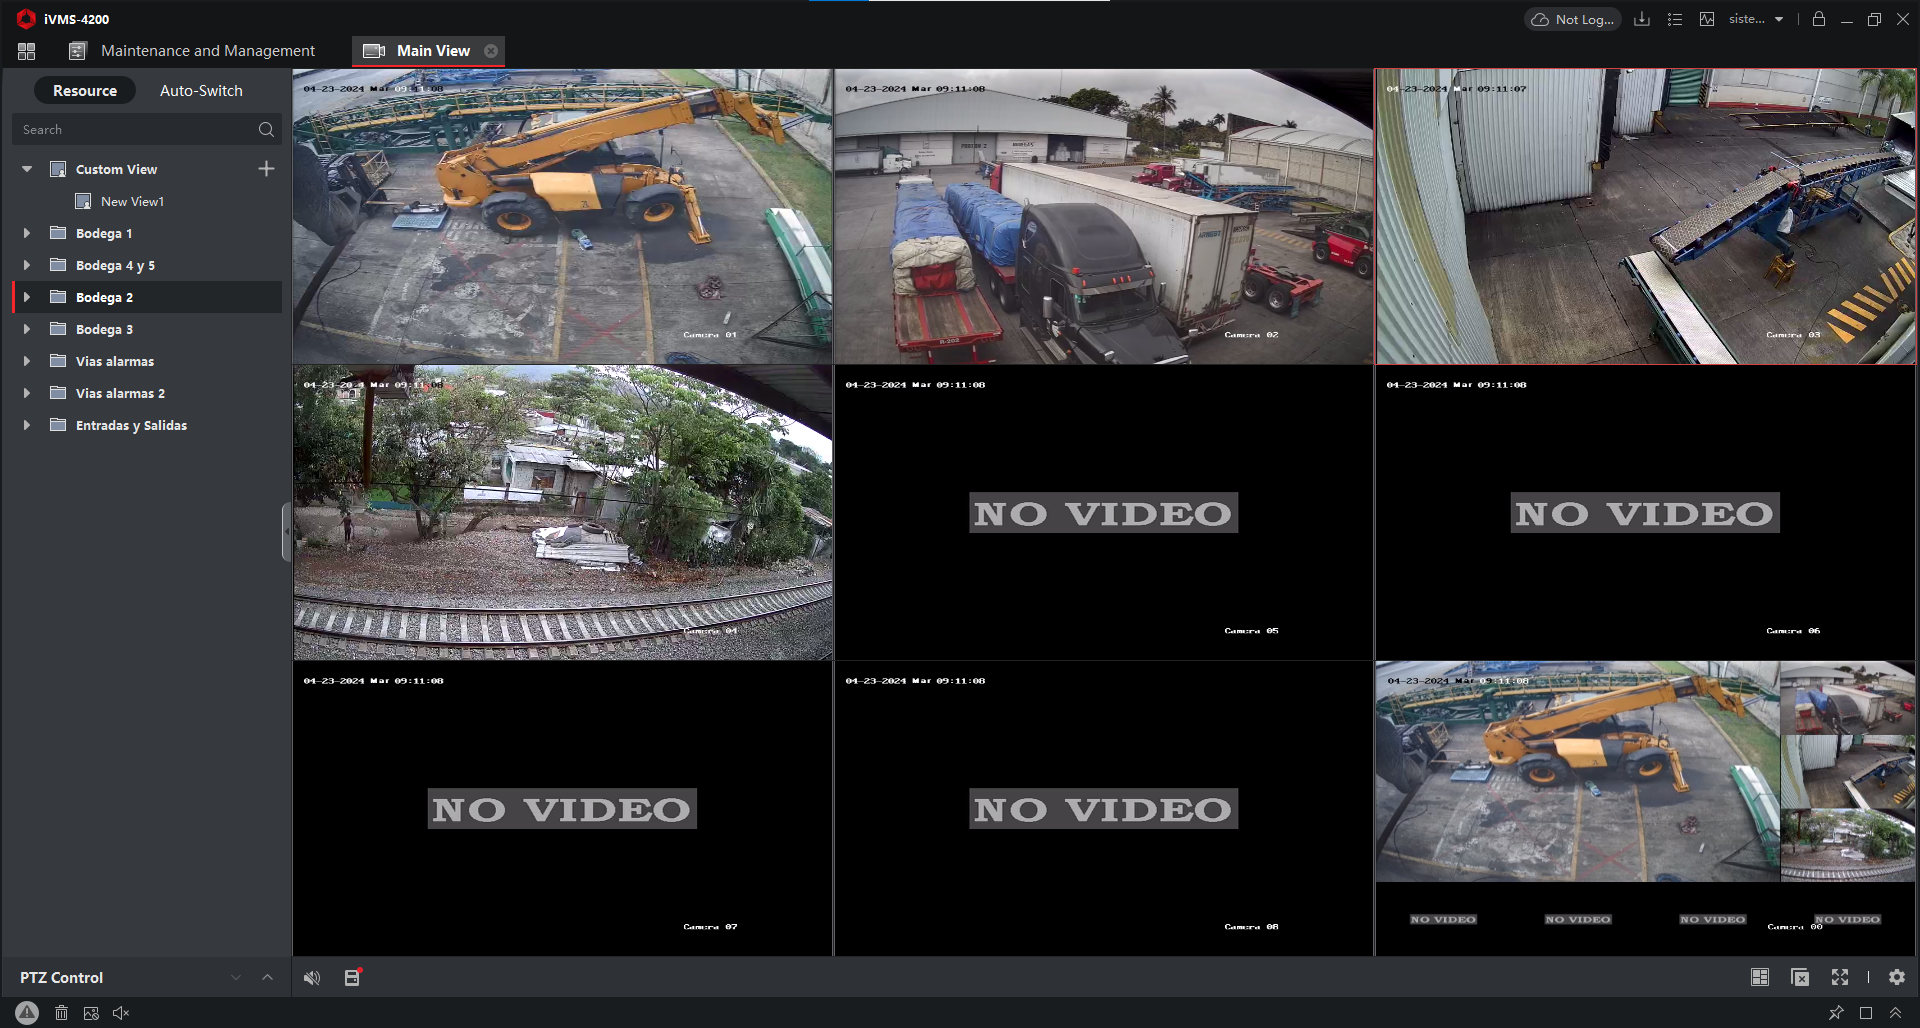 iVMS-4200
Not Log...
siste...
Maintenance and Management
Main View
Resource
Auto-Switch
Search
Custom View
New View1
Bodega 1
Bodega 4 y 5
Bodega 2
Bodega 3
Vias alarmas
Vias alarmas 2
Entradas y Salidas
PTZ Control
04-23-2024 Mar 09:11:08
Camera 01
04-23-2024 Mar 09:11:08
R-202
Camera 02
04-23-2024 Mar 09:11:07
Camera 03
04-23-2024 Mar 09:11:08
Camera 04
04-23-2024 Mar 09:11:08
NO VIDEO
Camera 05
04-23-2024 Mar 09:11:08
NO VIDEO
Camera 06
04-23-2024 Mar 09:11:08
NO VIDEO
Camera 07
04-23-2024 Mar 09:11:08
NO VIDEO
Camera 08
04-23-2024 Mar 09:11:08
NO VIDEO
NO VIDEO
NO VIDEO
NO VIDEO
Camera 00